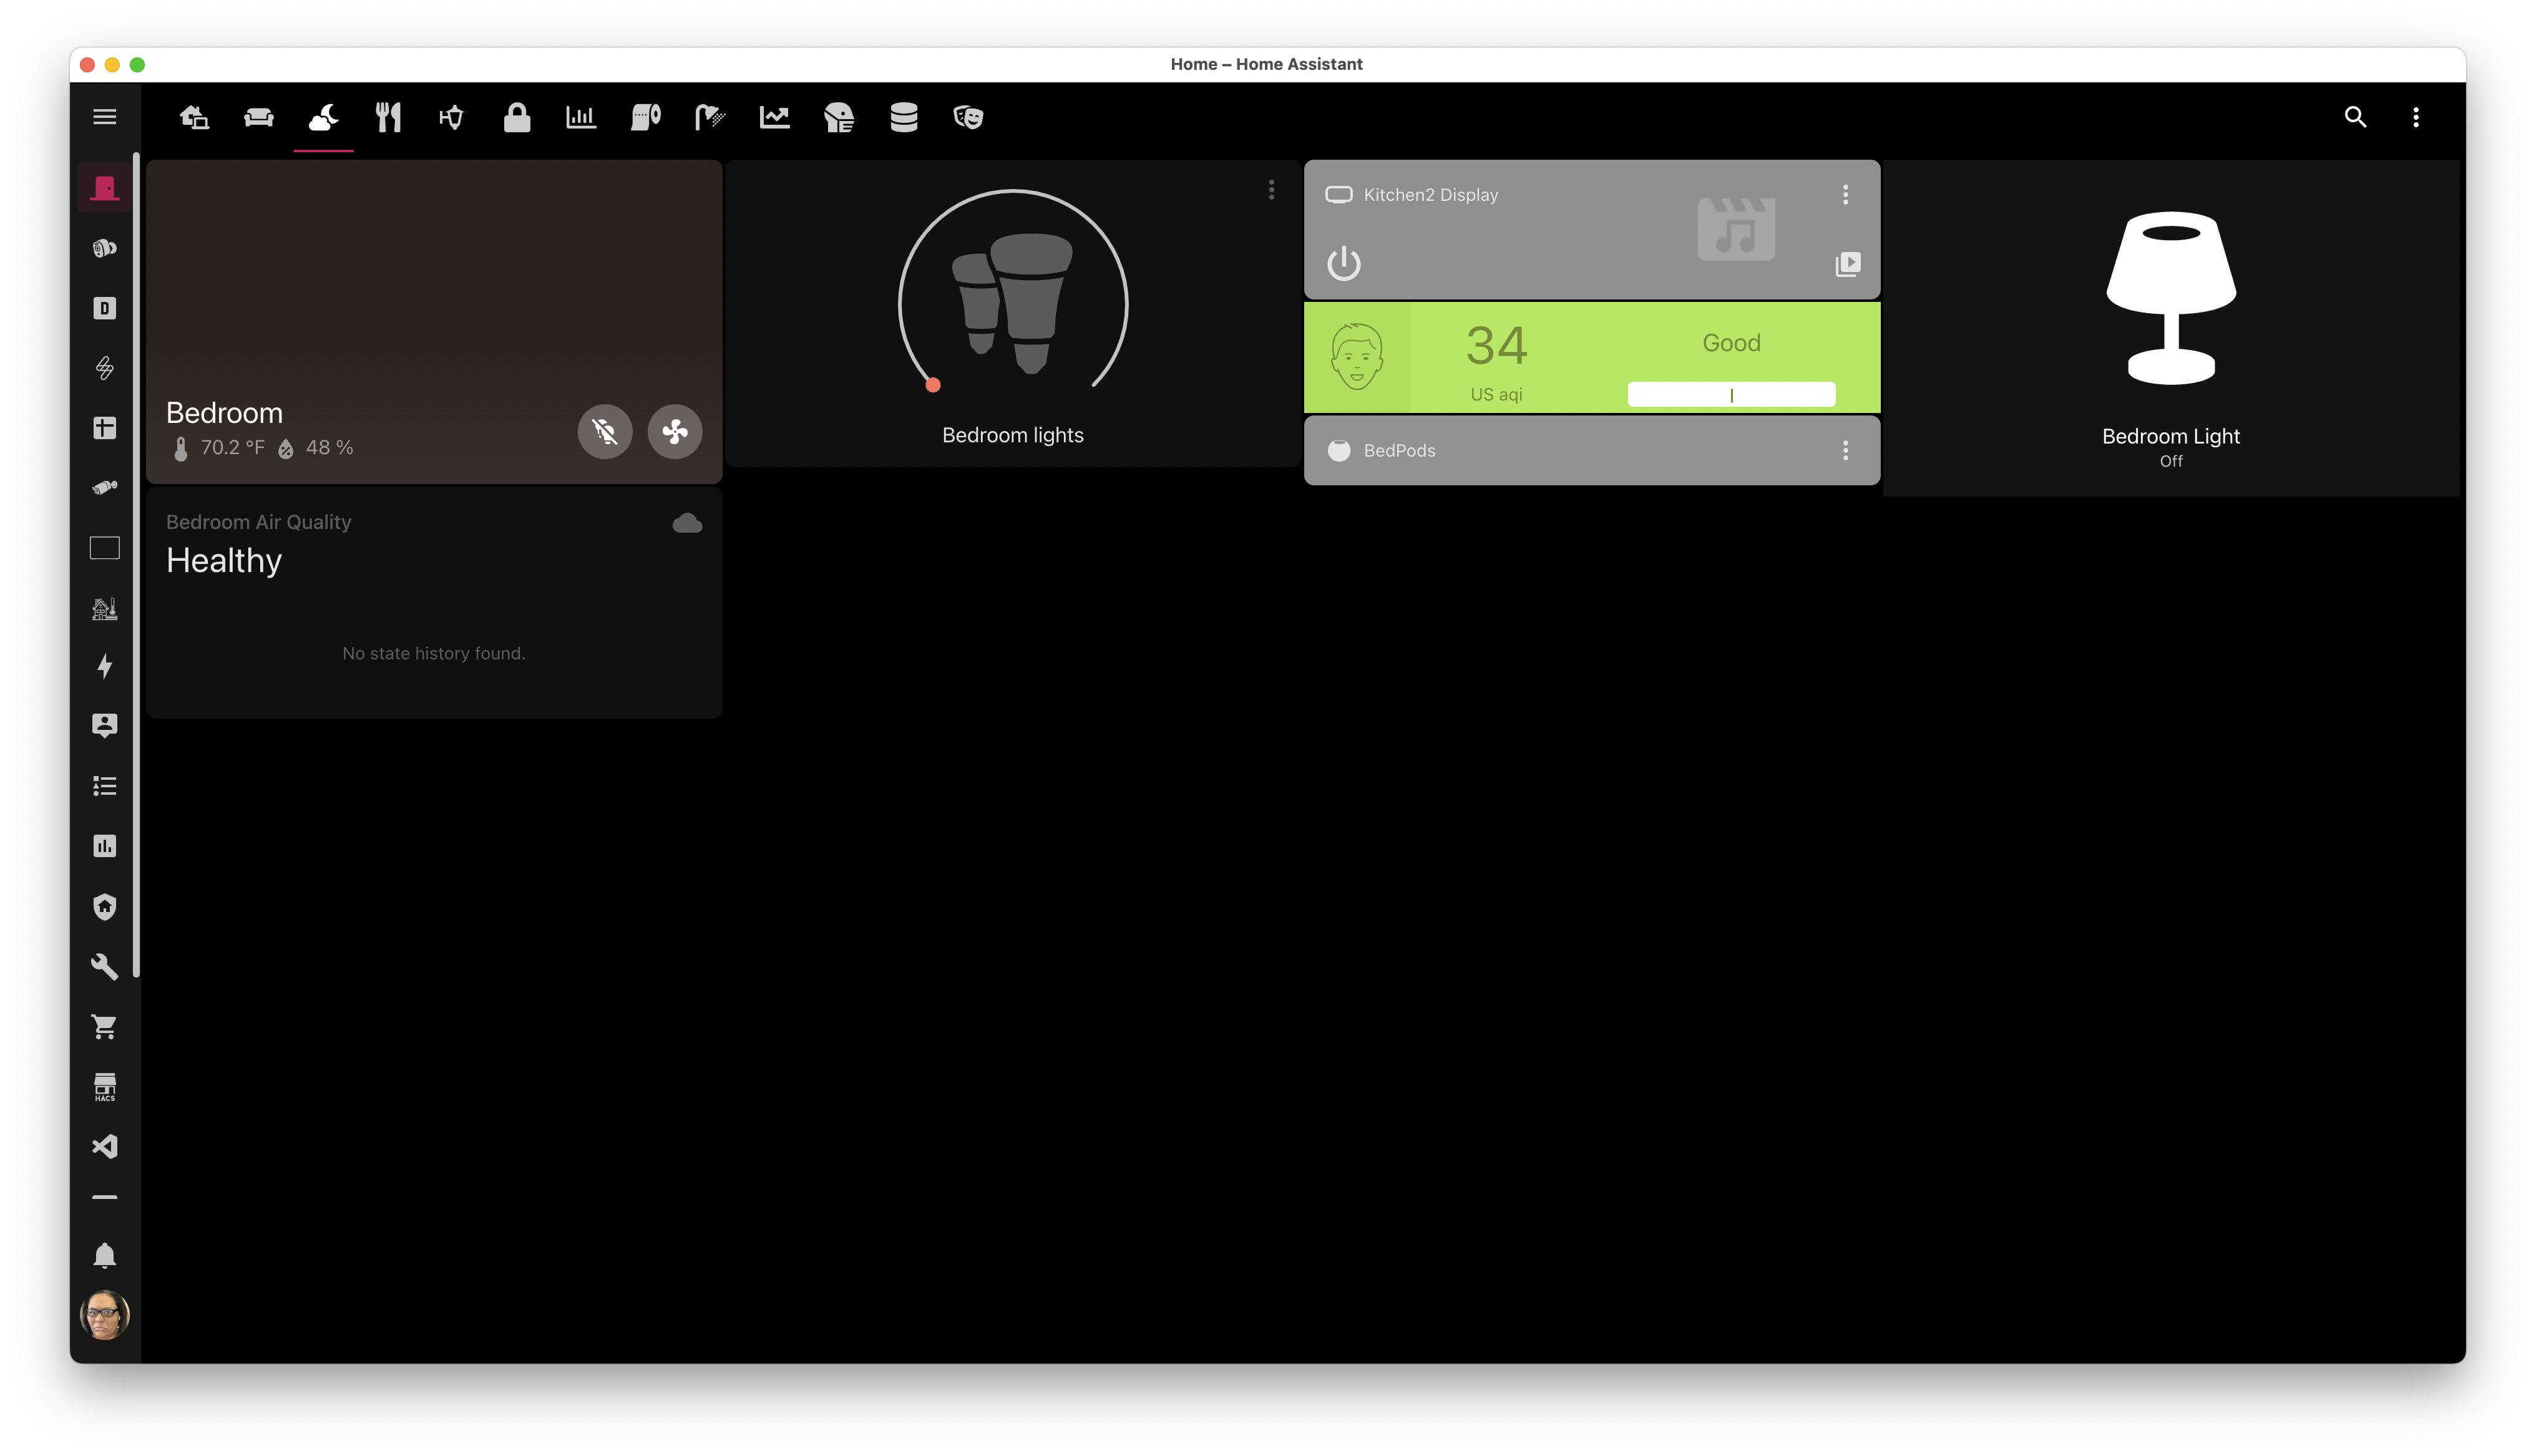 Home – Home Assistant
D
HACS
Bedroom
70.2 °F 48 %
Bedroom Air Quality
Healthy
No state history found.
Bedroom lights
Kitchen2 Display
34
US aqi
Good
BedPods
Bedroom Light
Off